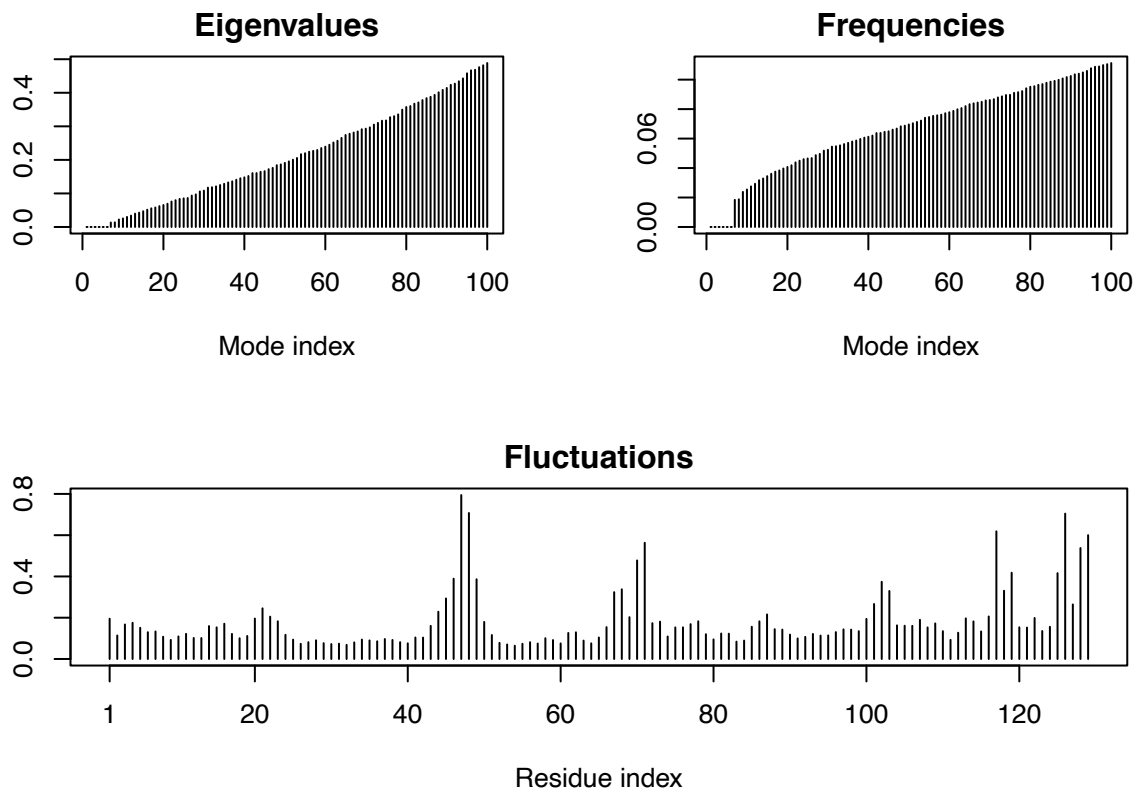 Eigenvalues
0.0 0.2 0.4
0 20 40 60 80 100
Mode index
Frequencies
0.00 0.06
0 20 40 60 80 100
Mode index
Fluctuations
0.0 0.4 0.8
1 20 40 60 80 100 120
Residue index